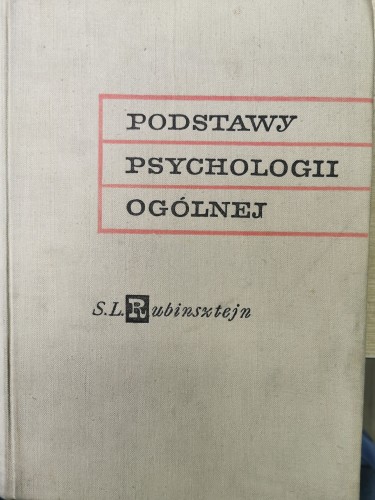 PODSTAWY
PSYCHOLOGII
OGÓLNEJ
S.L. Rubinsztejn